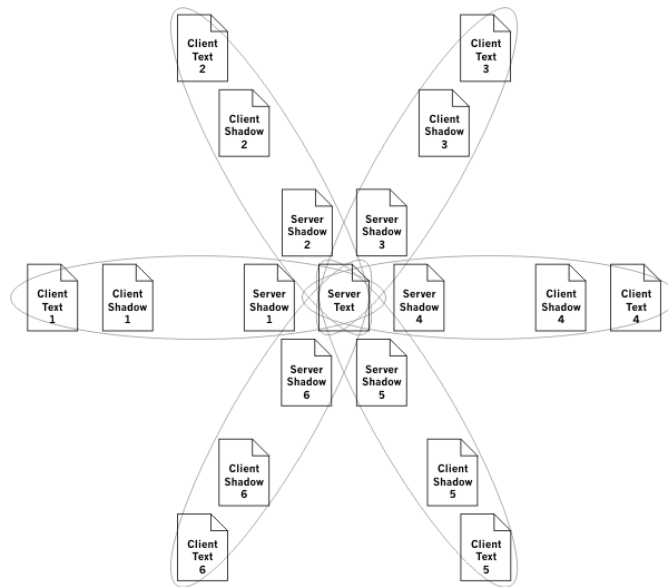 Client
Text
2
Client
Text
3
Client
Shadow
2
Client
Shadow
3
Server
Shadow
2
Server
Shadow
3
Client
Text
1
Client
Shadow
1
Server
Shadow
1
Server
Text
Server
Shadow
4
Client
Shadow
4
Client
Text
4
Server
Shadow
6
Server
Shadow
5
Client
Shadow
6
Client
Shadow
5
Client
Text
6
Client
Text
5